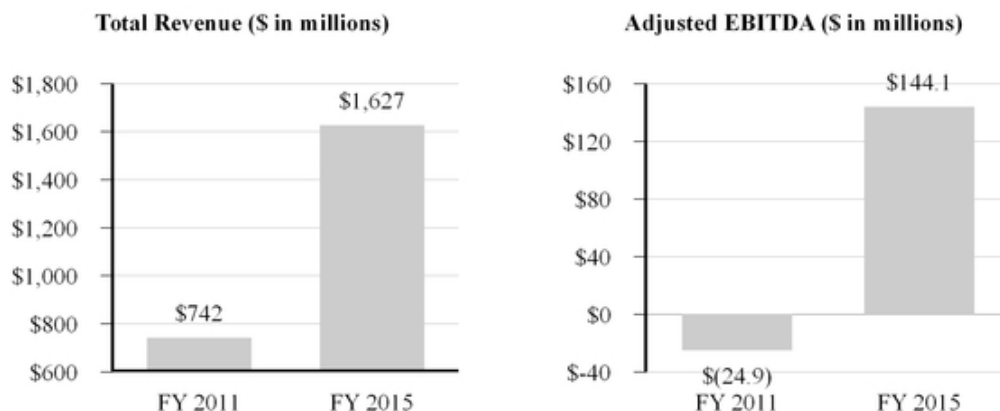 Total Revenue ($ in millions)
$1,800
$1,600
$1,400
$1,200
$1,000
$800
$600
$742
$1,627
FY 2011
FY 2015
Adjusted EBITDA ($ in millions)
$160
$120
$80
$40
$0
$-40
$(24.9)
$144.1
FY 2011
FY 2015